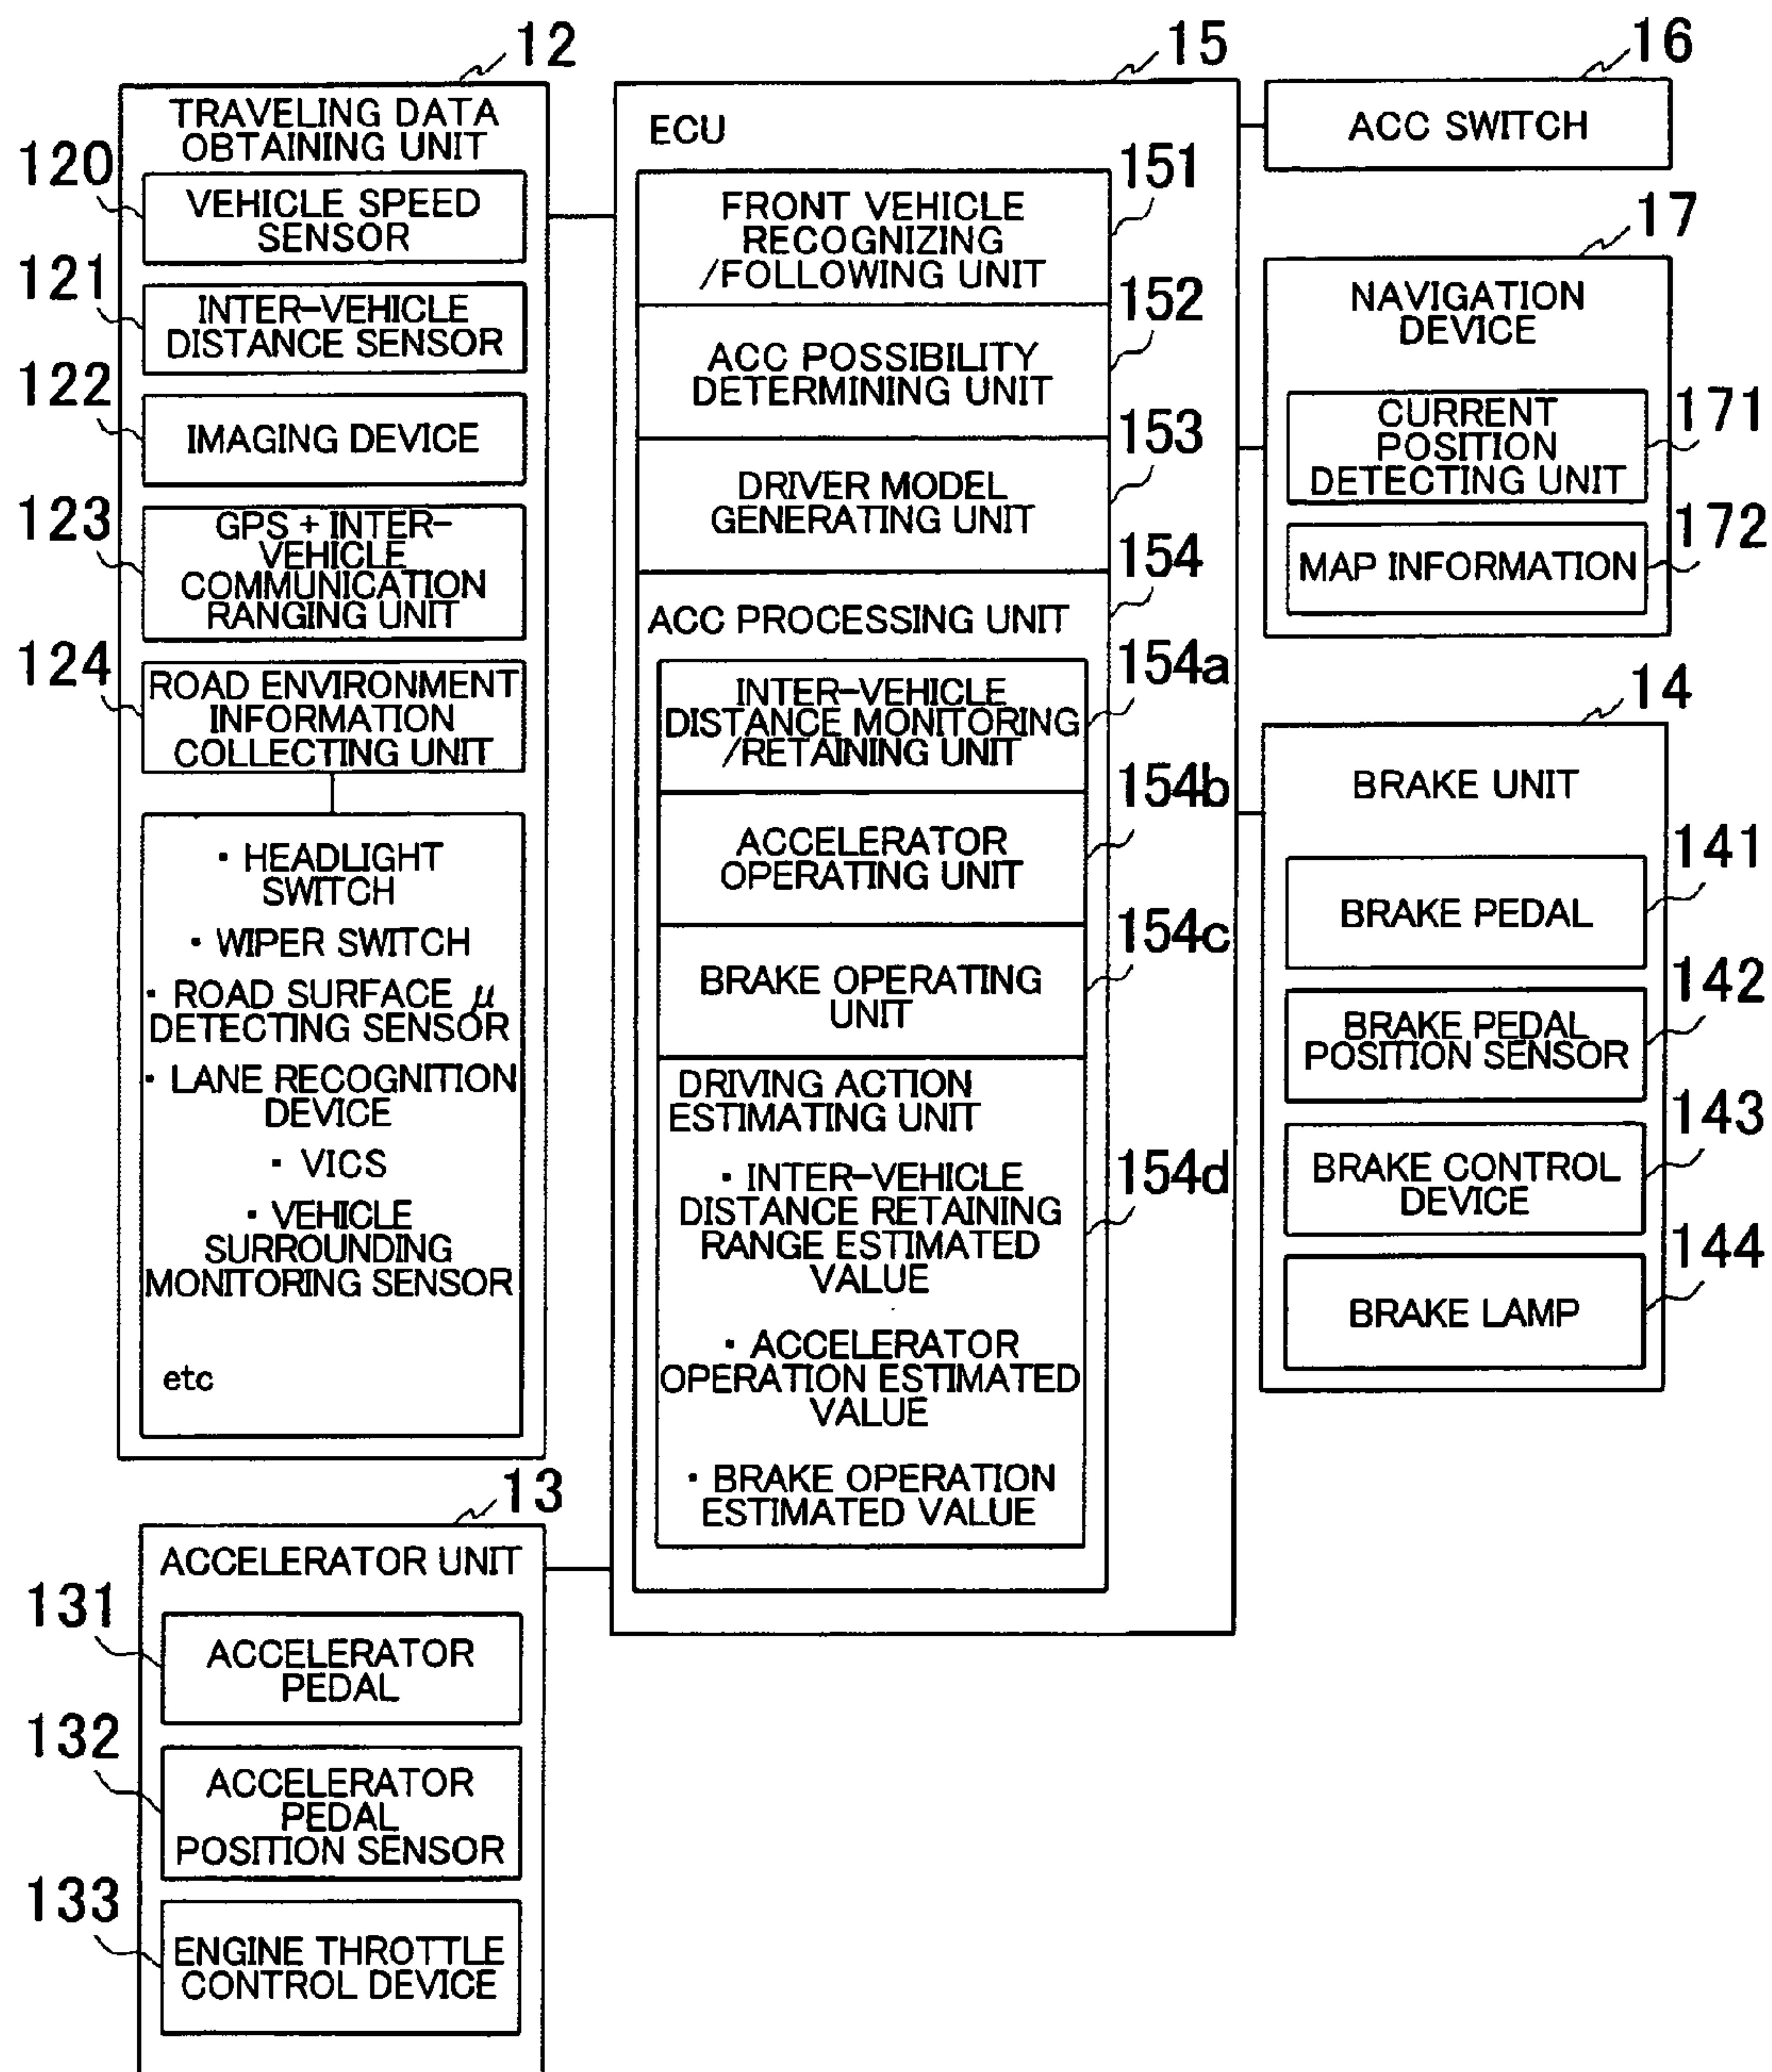 12
TRAVELING DATA
OBTAINING UNIT
120
VEHICLE SPEED
SENSOR
121
INTER-VEHICLE
DISTANCE SENSOR
122
IMAGING DEVICE
123
GPS + INTER-
VEHICLE
COMMUNICATION
RANGING UNIT
124
ROAD ENVIRONMENT
INFORMATION
COLLECTING UNIT
・HEADLIGHT
SWITCH
・WIPER SWITCH
・ROAD SURFACE μ
DETECTING SENSOR
・LANE RECOGNITION
DEVICE
・VICS
・VEHICLE
SURROUNDING
MONITORING SENSOR
etc
13
ACCELERATOR UNIT
131
ACCELERATOR
PEDAL
132
ACCELERATOR
PEDAL
POSITION SENSOR
133
ENGINE THROTTLE
CONTROL DEVICE
15
ECU
151
FRONT VEHICLE
RECOGNIZING
/FOLLOWING UNIT
152
ACC POSSIBILITY
DETERMINING UNIT
153
DRIVER MODEL
GENERATING UNIT
154
ACC PROCESSING UNIT
154a
INTER-VEHICLE
DISTANCE MONITORING
/RETAINING UNIT
154b
ACCELERATOR
OPERATING UNIT
154c
BRAKE OPERATING
UNIT
DRIVING ACTION
ESTIMATING UNIT
154d
・INTER-VEHICLE
DISTANCE RETAINING
RANGE ESTIMATED
VALUE
・ACCELERATOR
OPERATION ESTIMATED
VALUE
・BRAKE OPERATION
ESTIMATED VALUE
16
ACC SWITCH
17
NAVIGATION
DEVICE
171
CURRENT
POSITION
DETECTING UNIT
172
MAP INFORMATION
14
BRAKE UNIT
141
BRAKE PEDAL
142
BRAKE PEDAL
POSITION SENSOR
143
BRAKE CONTROL
DEVICE
144
BRAKE LAMP